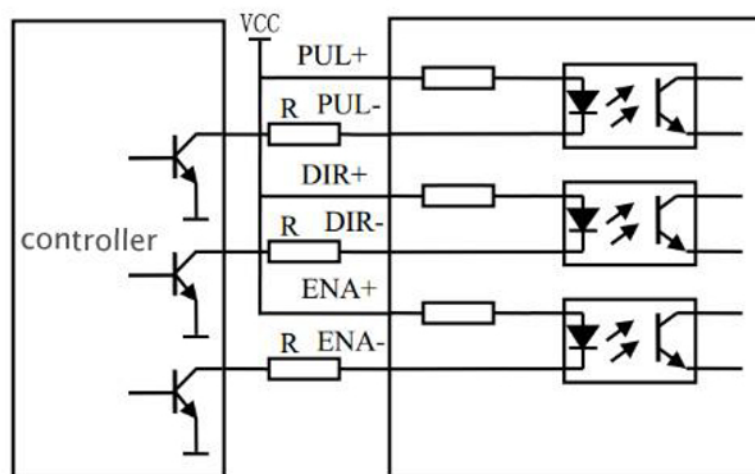 VCC
PUL+
R PUL-
DIR+
controller
R DIR-
ENA+
R ENA-